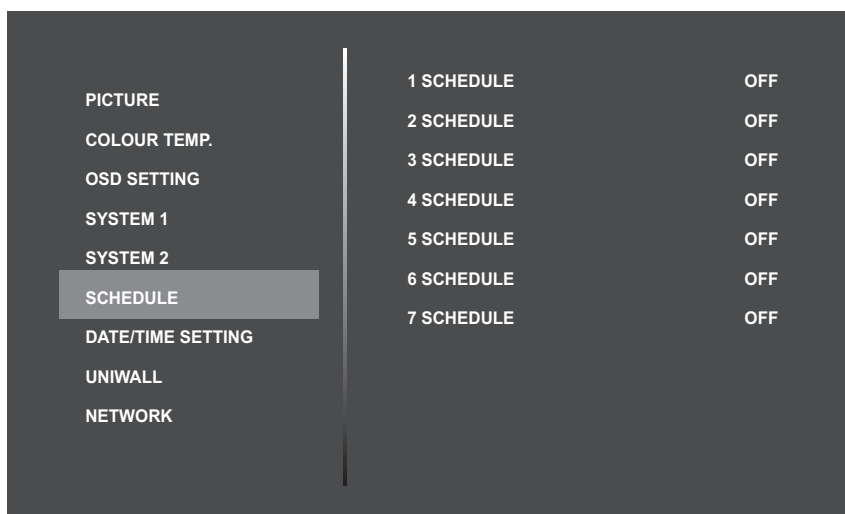 PICTURE
COLOUR TEMP.
OSD SETTING
SYSTEM 1
SYSTEM 2
SCHEDULE
DATE/TIME SETTING
UNIWALL
NETWORK
1 SCHEDULE OFF
2 SCHEDULE OFF
3 SCHEDULE OFF
4 SCHEDULE OFF
5 SCHEDULE OFF
6 SCHEDULE OFF
7 SCHEDULE OFF